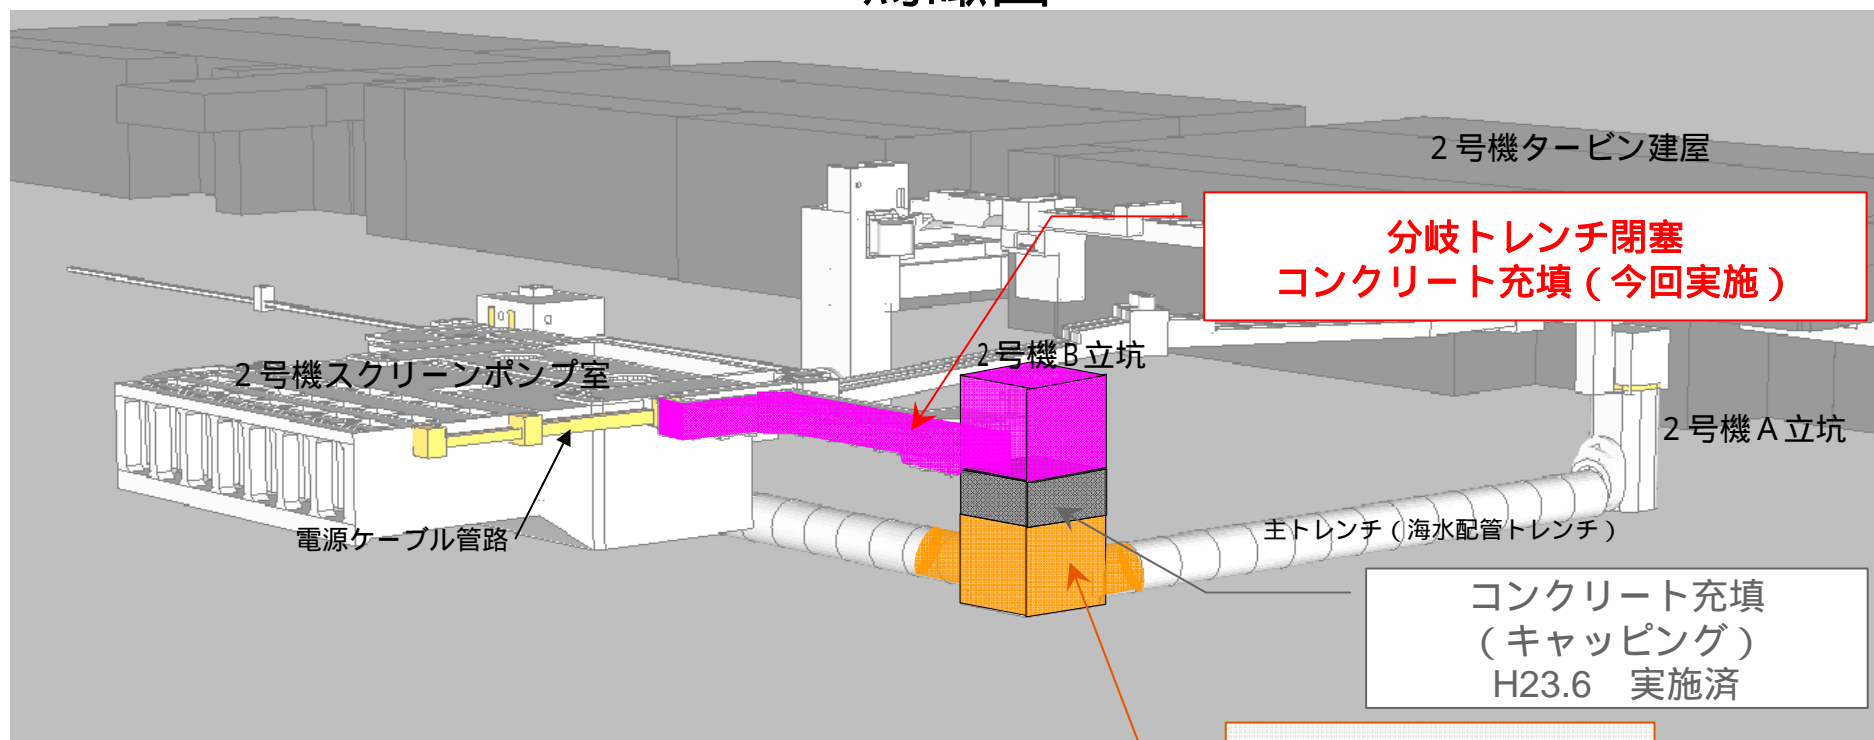 2号機タービン建屋
分岐トレンチ閉塞
コンクリート充填(今回実施)
2号機B立坑
2号機スクリーンポンプ室
2号機A立坑
電源ケーブル管路
主トレンチ(海水配管トレンチ)
コンクリート充填
(キャッピング)
H23.6 実施済